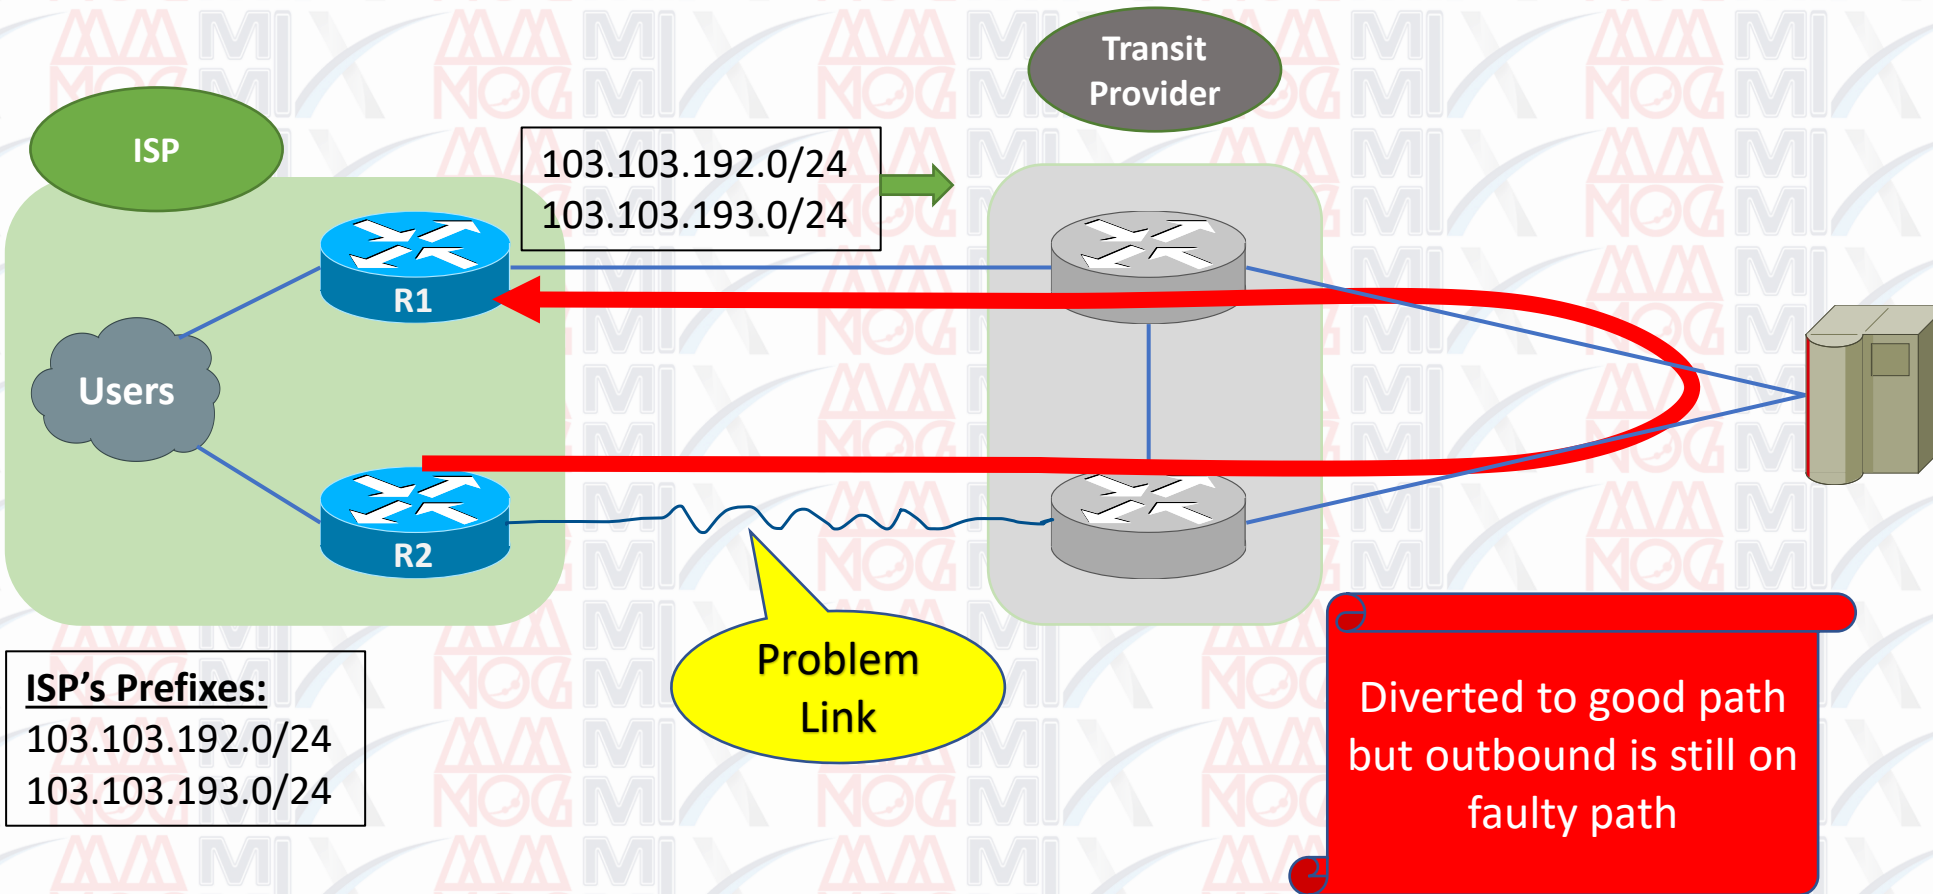 Transit
Provider
ISP
103.103.192.0/24
103.103.193.0/24
R1
Users
R2
Problem
Link
ISP's Prefixes:
103.103.192.0/24
103.103.193.0/24
Diverted to good path
but outbound is still on
faulty path